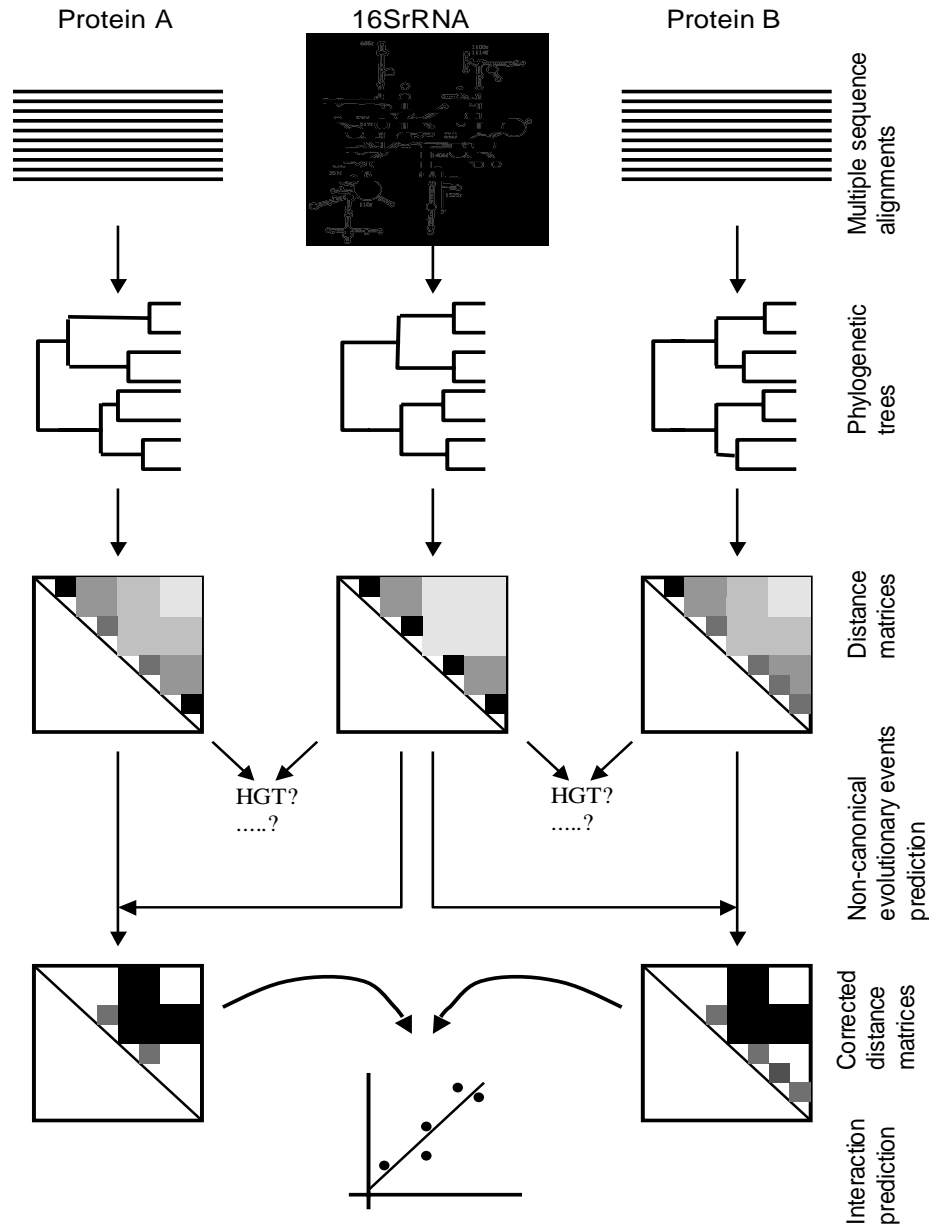 Protein A
16SrRNA
Protein B
Multiple sequence
alignments
Phylogenetic
trees
Distance
matrices
HGT?
.....?
HGT?
.....?
Non-canonical
evolutionary events
prediction
Corrected
distance
matrices
Interaction
prediction